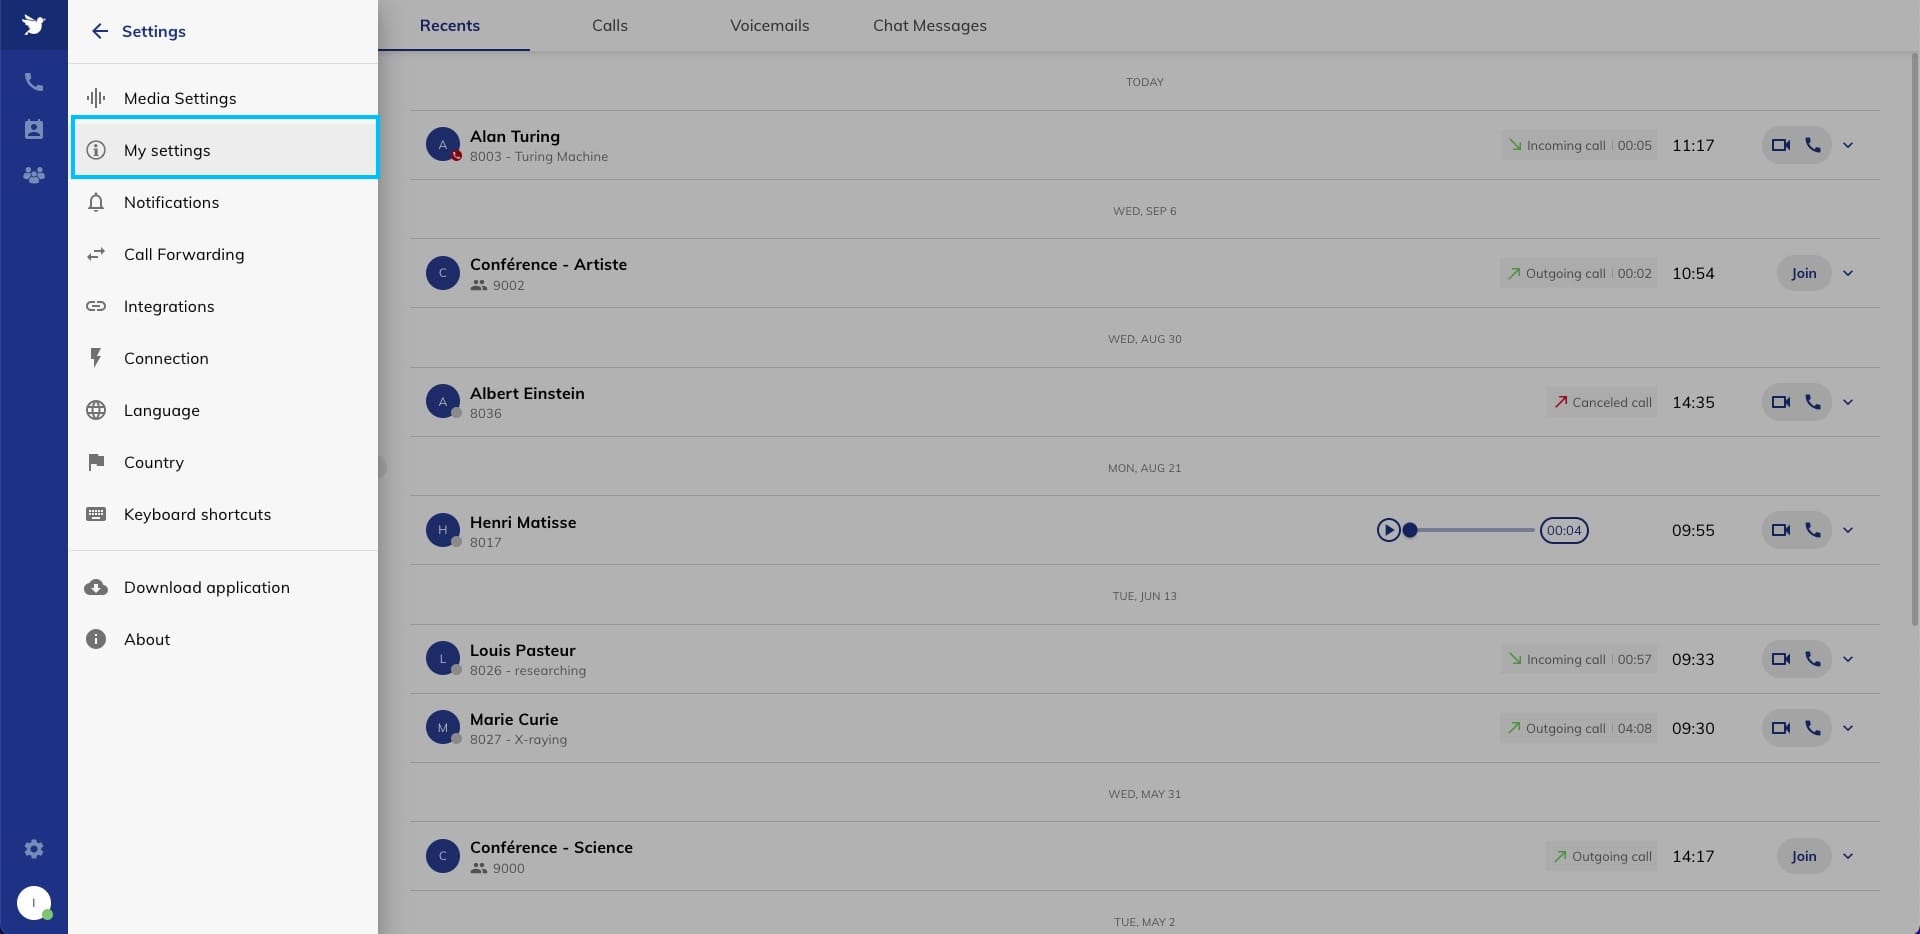 Settings
Media Settings
My settings
Notifications
Call Forwarding
Integrations
Connection
Language
Country
Keyboard shortcuts
Download application
About
I
Recents Calls Voicemails Chat Messages
TODAY
A Alan Turing
8003 - Turing Machine
Incoming call 00:05 11:17
WED, SEP 6
C Conférence - Artiste
9002
Outgoing call 00:02 10:54 Join
WED, AUG 30
A Albert Einstein
8036
Canceled call 14:35
MON, AUG 21
H Henri Matisse
8017
00:04 09:55
TUE, JUN 13
L Louis Pasteur
8026 - researching
Incoming call 00:57 09:33
M Marie Curie
8027 - X-raying
Outgoing call 04:08 09:30
WED, MAY 31
C Conférence - Science
9000
Outgoing call 14:17 Join
TUE, MAY 2